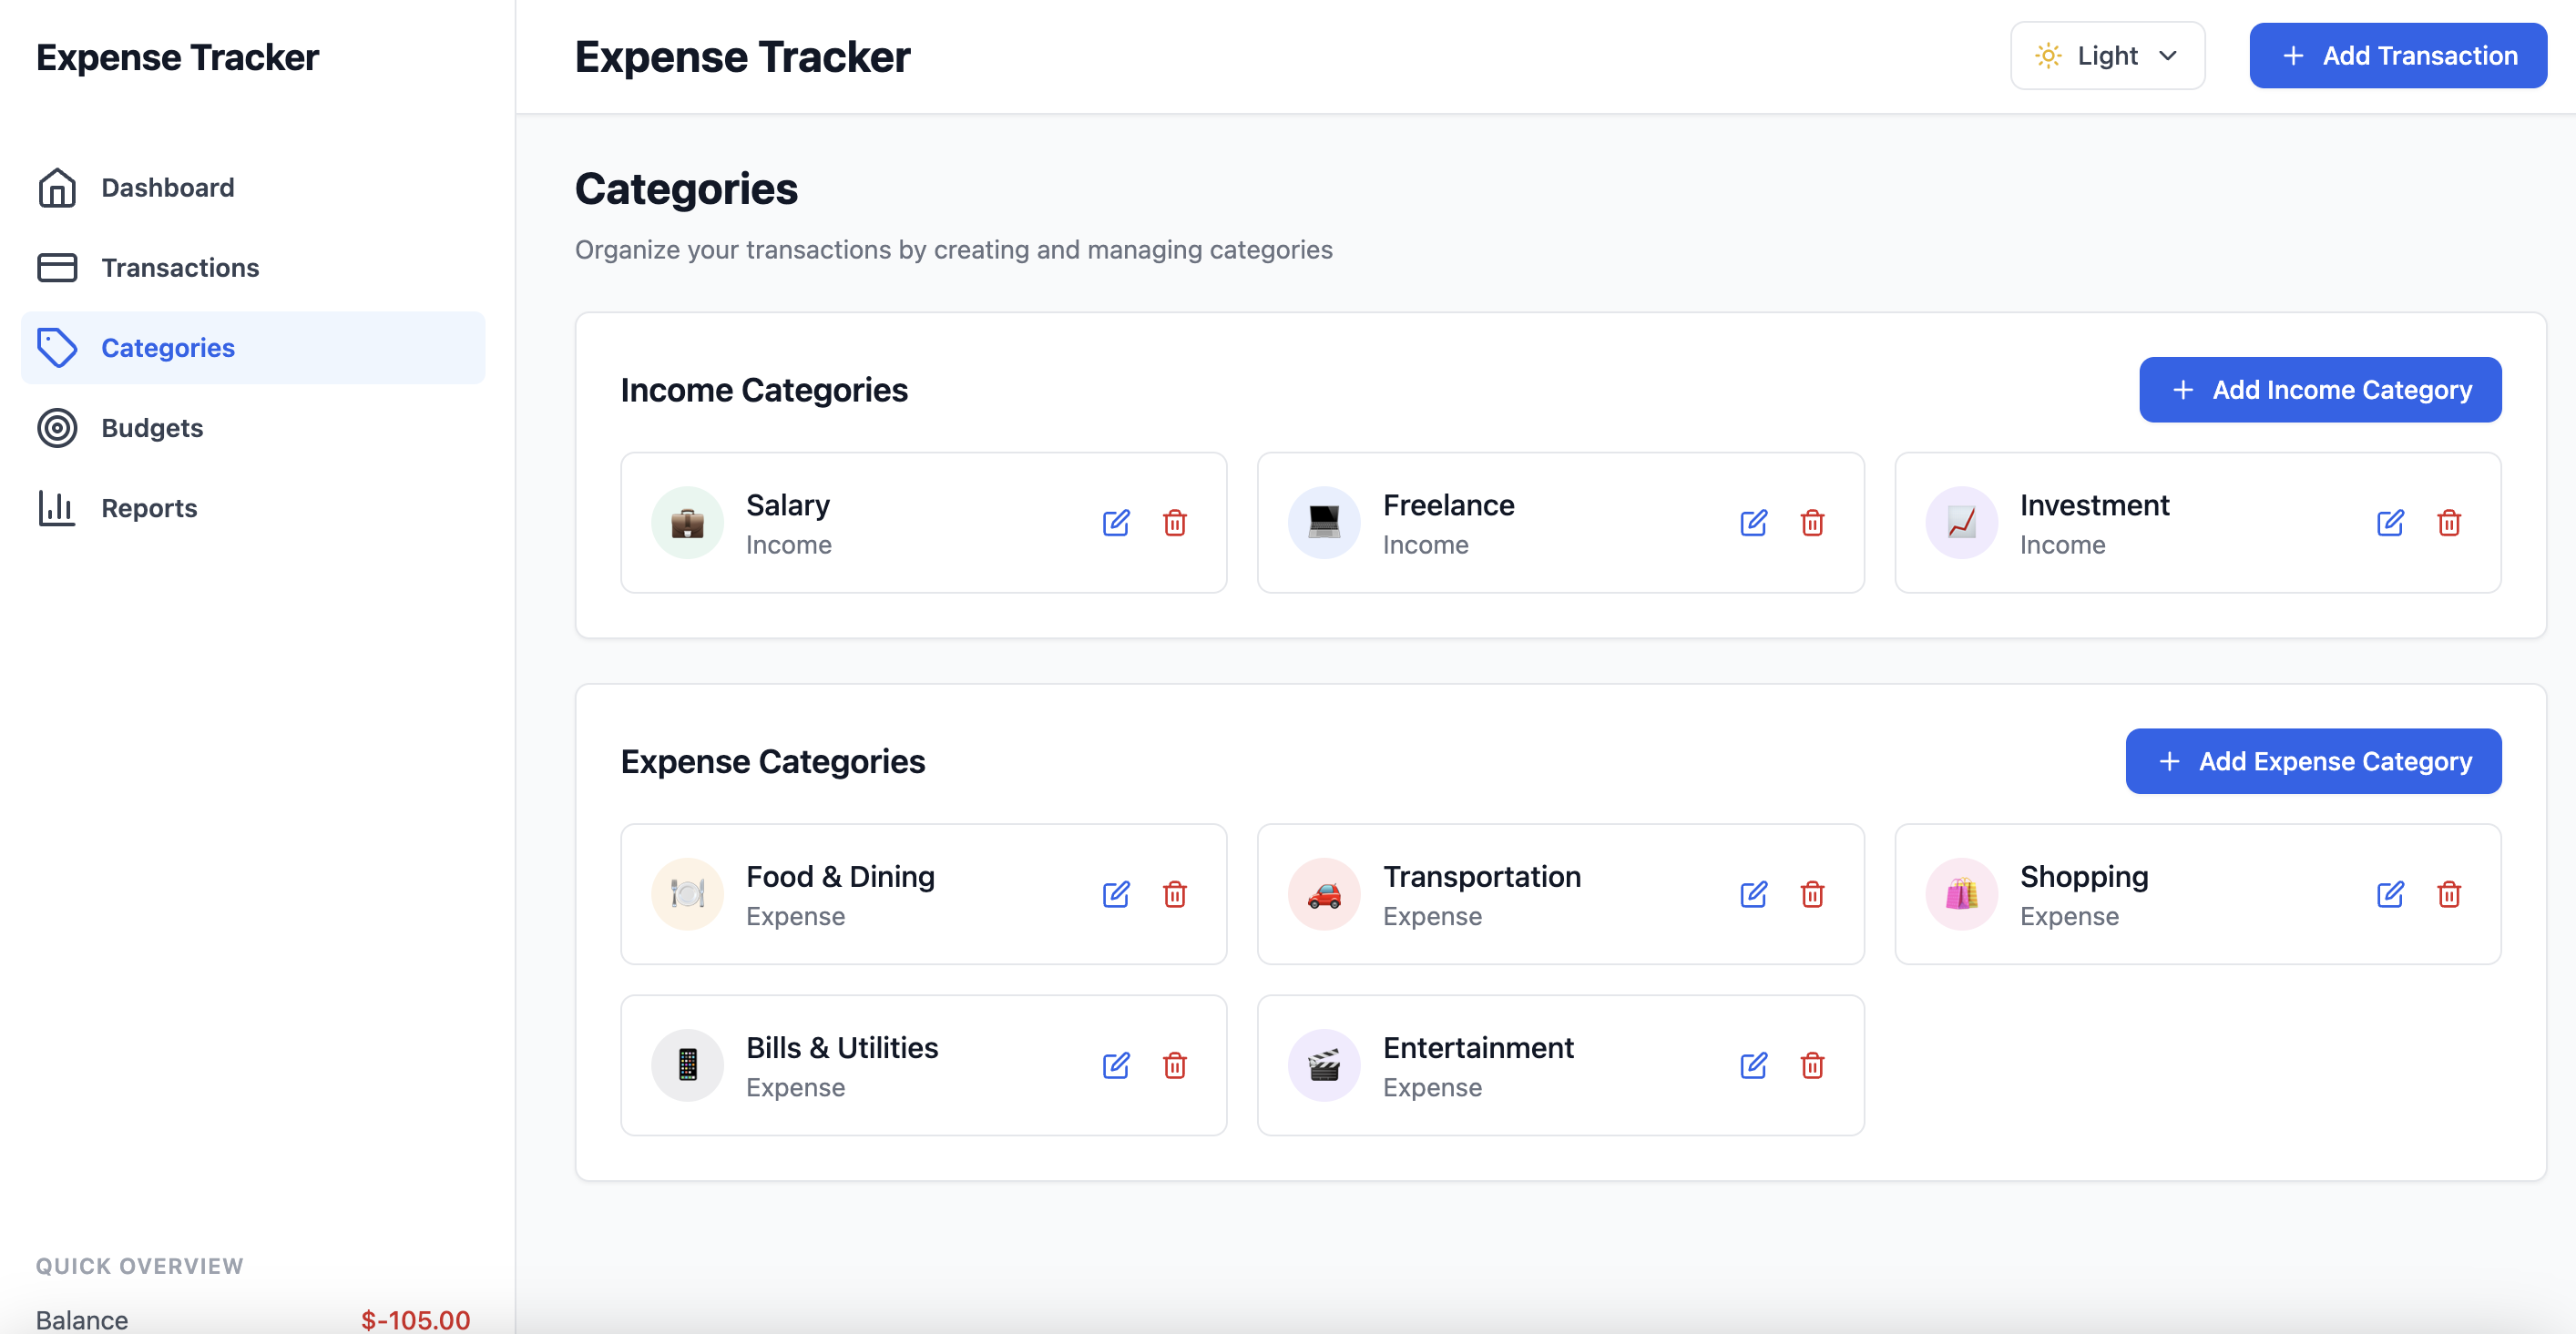 Expense Tracker
Dashboard
Transactions
Categories
Budgets
Reports
QUICK OVERVIEW
Balance $-105.00
Expense Tracker
Light
Add Transaction
Categories
Organize your transactions by creating and managing categories
Income Categories
Add Income Category
Salary
Income
Freelance
Income
Investment
Income
Expense Categories
Add Expense Category
Food & Dining
Expense
Transportation
Expense
Shopping
Expense
Bills & Utilities
Expense
Entertainment
Expense